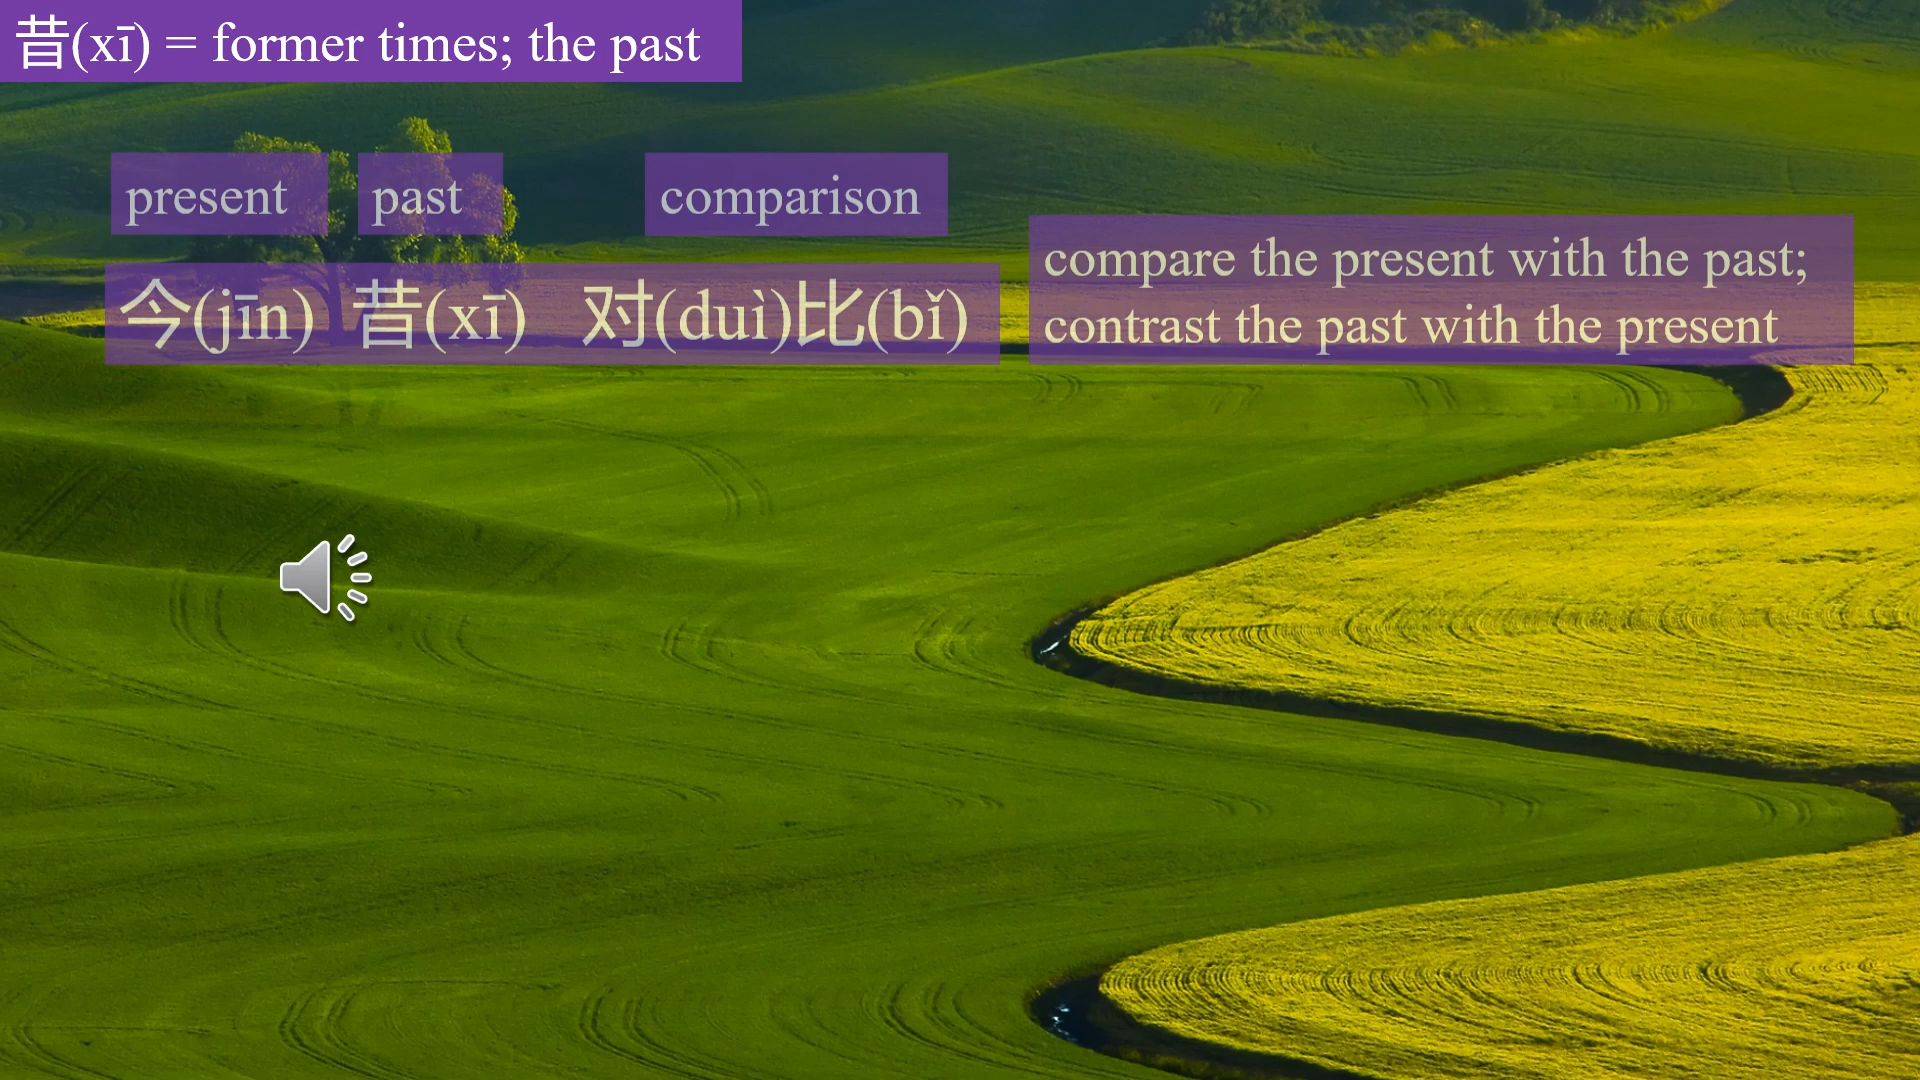 昔(xī) = former times; the past
present past comparison
今(jīn) 昔(xī) 对(duì)比(bǐ)
compare the present with the past;
contrast the past with the present